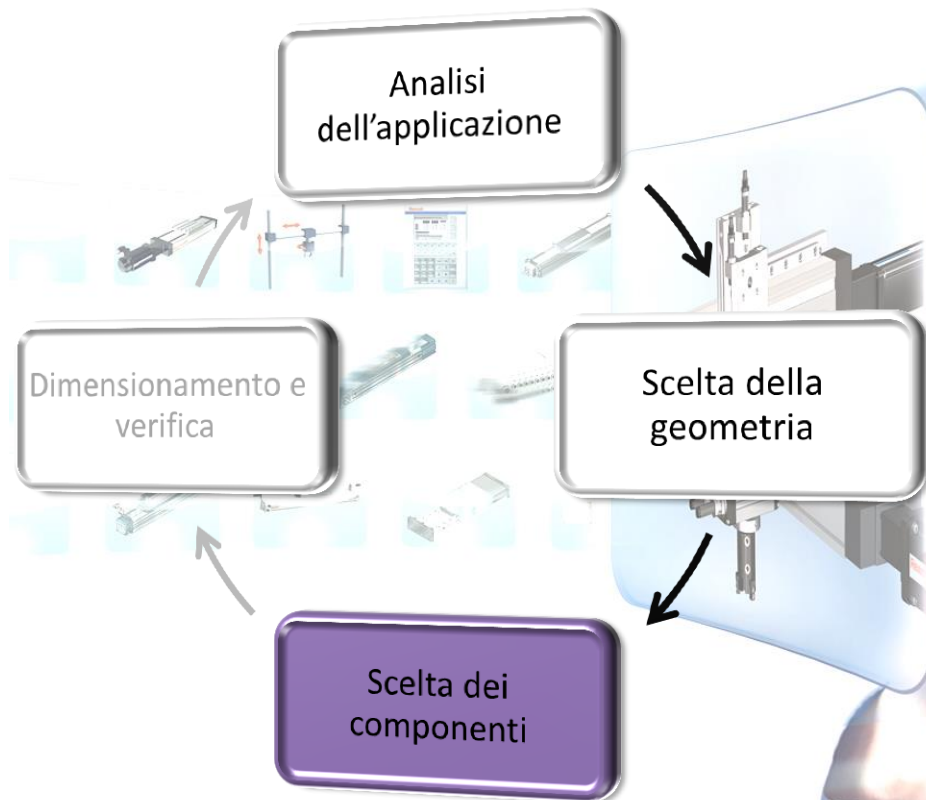 Analisi
dell'applicazione
Dimensionamento e
verifica
Scelta della
geometria
Scelta dei
componenti